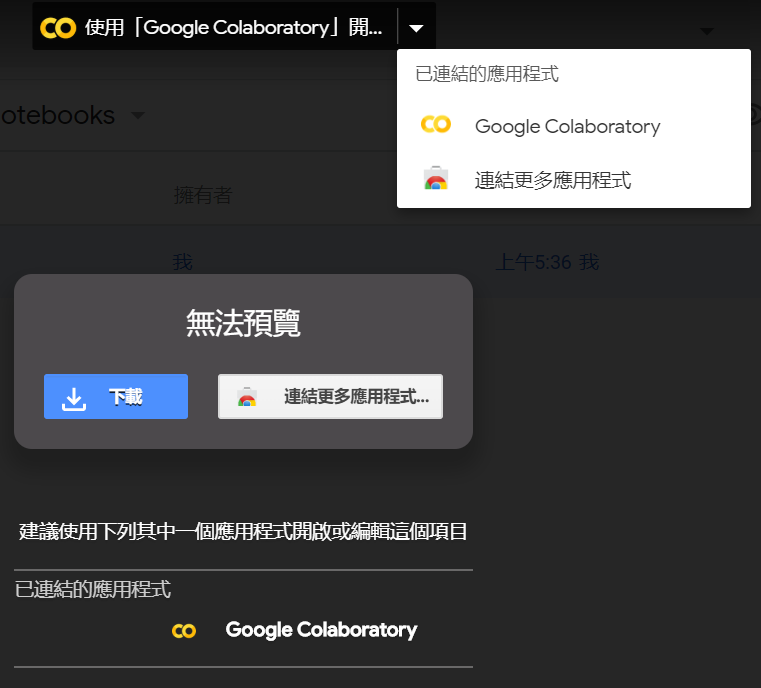 使用「Google Colaboratory」開...
已連結的應用程式
Google Colaboratory
連結更多應用程式
otebooks
擁有者
我
上午5:36 我
無法預覽
下載
連結更多應用程式...
建議使用下列其中一個應用程式開啟或編輯這個項目
已連結的應用程式
Google Colaboratory